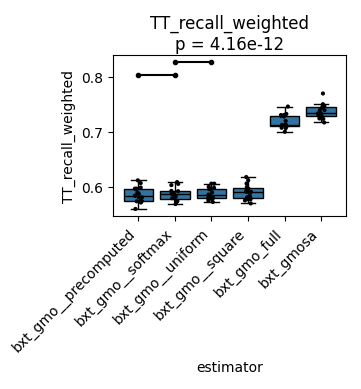 TT_recall_weighted
p = 4.16e-12
TT_recall_weighted
0.8
0.7
0.6
bxt_gmo__precomputed
bxt_gmo__softmax
bxt_gmo__uniform
bxt_gmo__square
bxt_gmo_full
bxt_gmosa
estimator